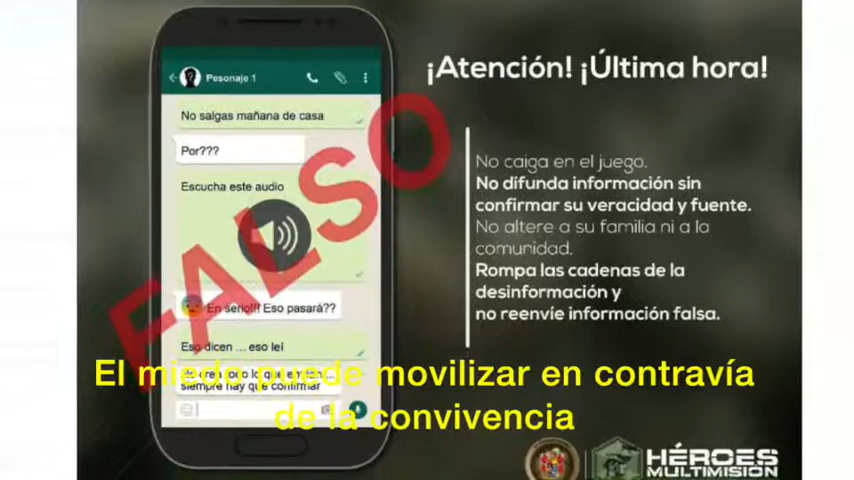 ¡Atención! ¡Última hora!
Pesonaje 1
No salgas mañana de casa
Por???
Escucha este audio
En serio!!! Eso pasará??
Eso dicen ... eso leí
siempre hay que confirmar
FALSO
No caiga en el juego.
No difunda información sin
confirmar su veracidad y fuente.
No altere a su familia ni a la
comunidad.
Rompa las cadenas de la
desinformación y
no reenvíe información falsa.
El miedo puede movilizar en contravía
de la convivencia
HÉROES
MULTIMISIÓN